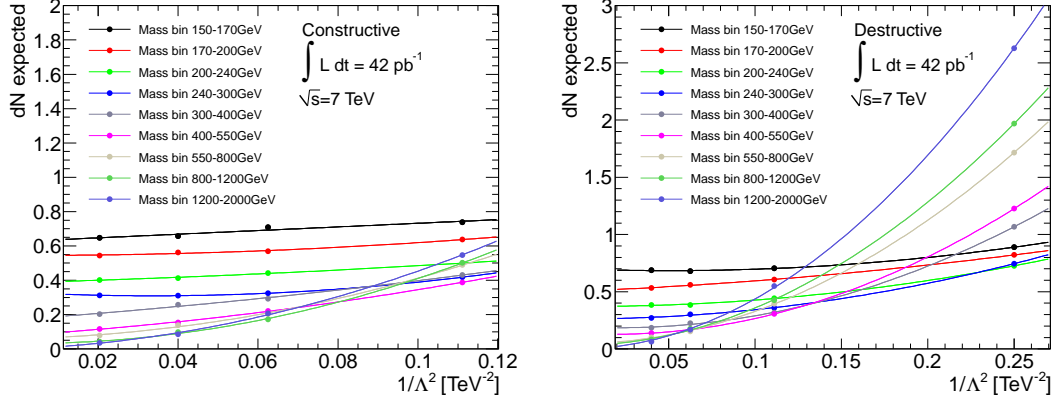 dN expected
2
1.8
1.6
1.4
1.2
1
0.8
0.6
0.4
0.2
0
Mass bin 150-170GeV
Mass bin 170-200GeV
Mass bin 200-240GeV
Mass bin 240-300GeV
Mass bin 300-400GeV
Mass bin 400-550GeV
Mass bin 550-800GeV
Mass bin 800-1200GeV
Mass bin 1200-2000GeV
Constructive
∫ L dt = 42 pb⁻¹
√s=7 TeV
0.02 0.04 0.06 0.08 0.1 0.12
1/Λ² [TeV⁻²]
dN expected
3
2.5
2
1.5
1
0.5
0
Mass bin 150-170GeV
Mass bin 170-200GeV
Mass bin 200-240GeV
Mass bin 240-300GeV
Mass bin 300-400GeV
Mass bin 400-550GeV
Mass bin 550-800GeV
Mass bin 800-1200GeV
Mass bin 1200-2000GeV
Destructive
∫ L dt = 42 pb⁻¹
√s=7 TeV
0.05 0.1 0.15 0.2 0.25
1/Λ² [TeV⁻²]